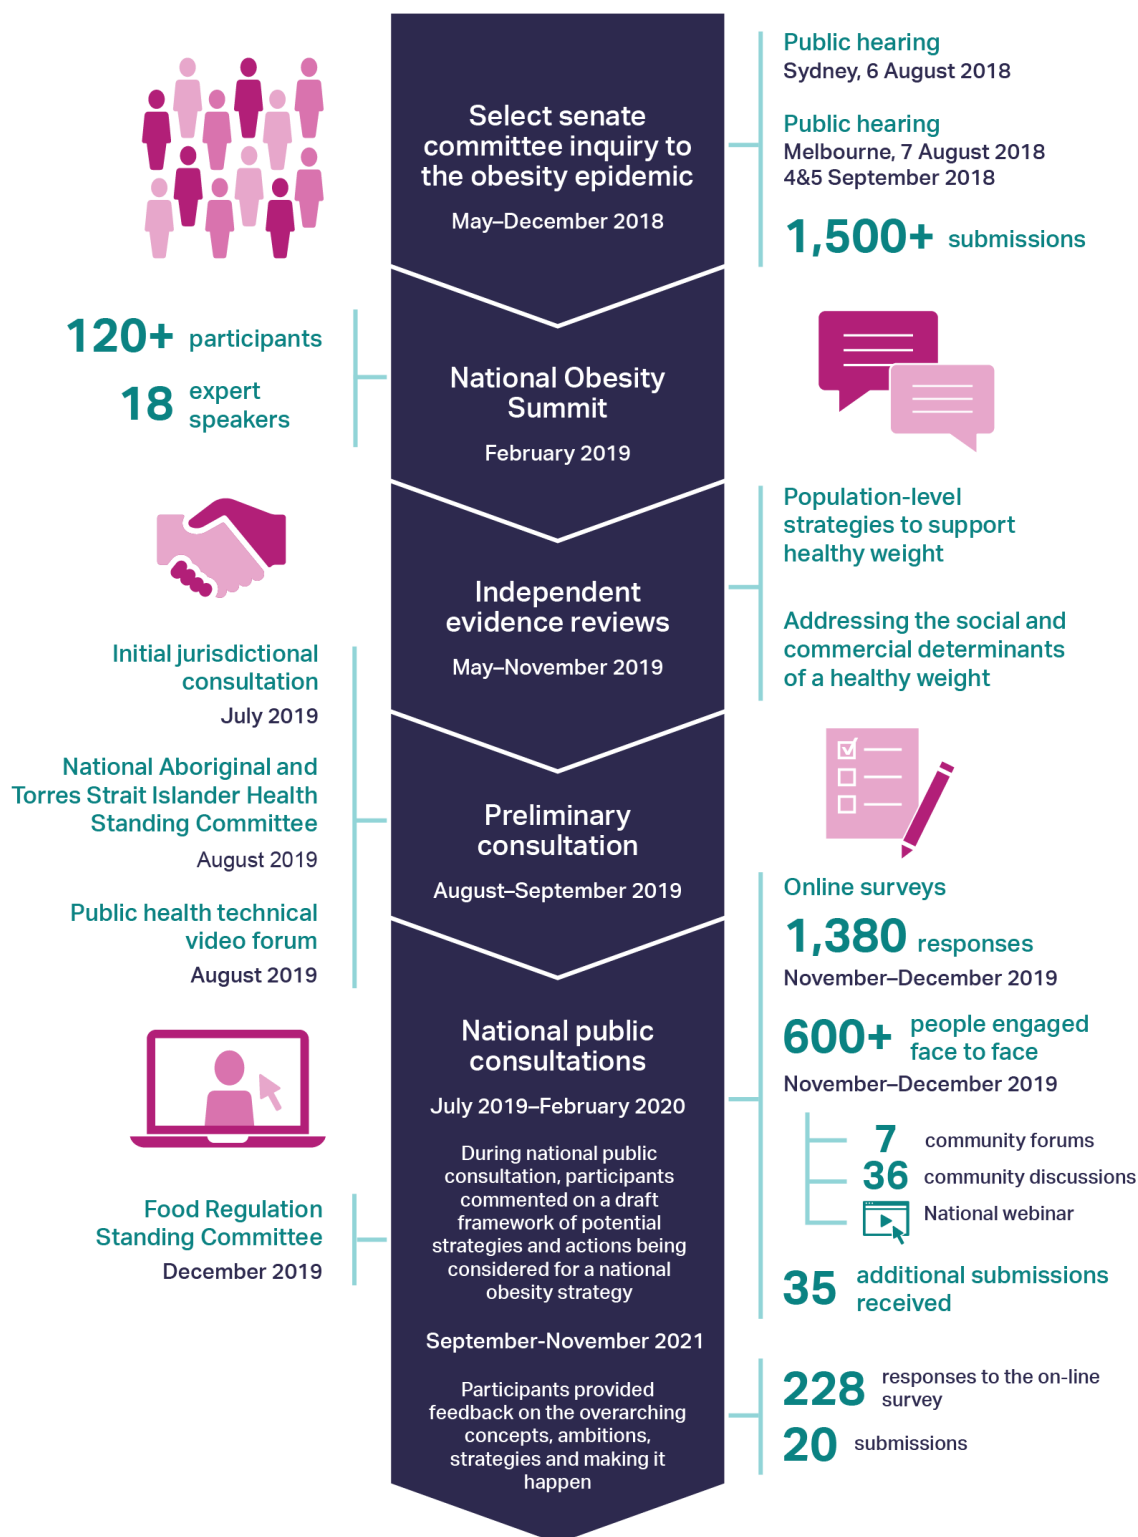 Select senate
committee inquiry to
the obesity epidemic
May–December 2018
Public hearing
Sydney, 6 August 2018
Public hearing
Melbourne, 7 August 2018
4&5 September 2018
1,500+ submissions
National Obesity
Summit
February 2019
120+ participants
18 expert
speakers
Independent
evidence reviews
May–November 2019
Population-level
strategies to support
healthy weight
Addressing the social and
commercial determinants
of a healthy weight
Preliminary
consultation
August–September 2019
Initial jurisdictional
consultation
July 2019
National Aboriginal and
Torres Strait Islander Health
Standing Committee
August 2019
Public health technical
video forum
August 2019
National public
consultations
July 2019–February 2020
During national public
consultation, participants
commented on a draft
framework of potential
strategies and actions being
considered for a national
obesity strategy
Online surveys
1,380 responses
November–December 2019
600+ people engaged
face to face
November–December 2019
7 community forums
36 community discussions
National webinar
35 additional submissions
received
Food Regulation
Standing Committee
December 2019
September-November 2021
Participants provided
feedback on the overarching
concepts, ambitions,
strategies and making it
happen
228 responses to the on-line
survey
20 submissions